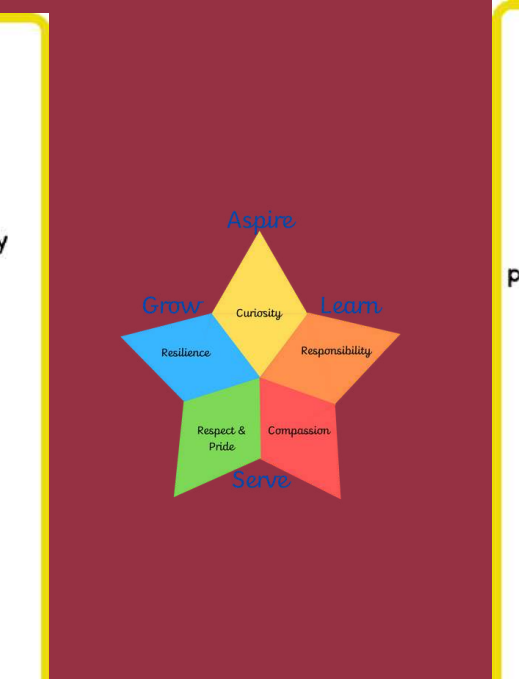 Aspire
Grow
Learn
Curiosity
Resilience
Responsibility
Respect &
Pride
Compassion
Serve
y
p